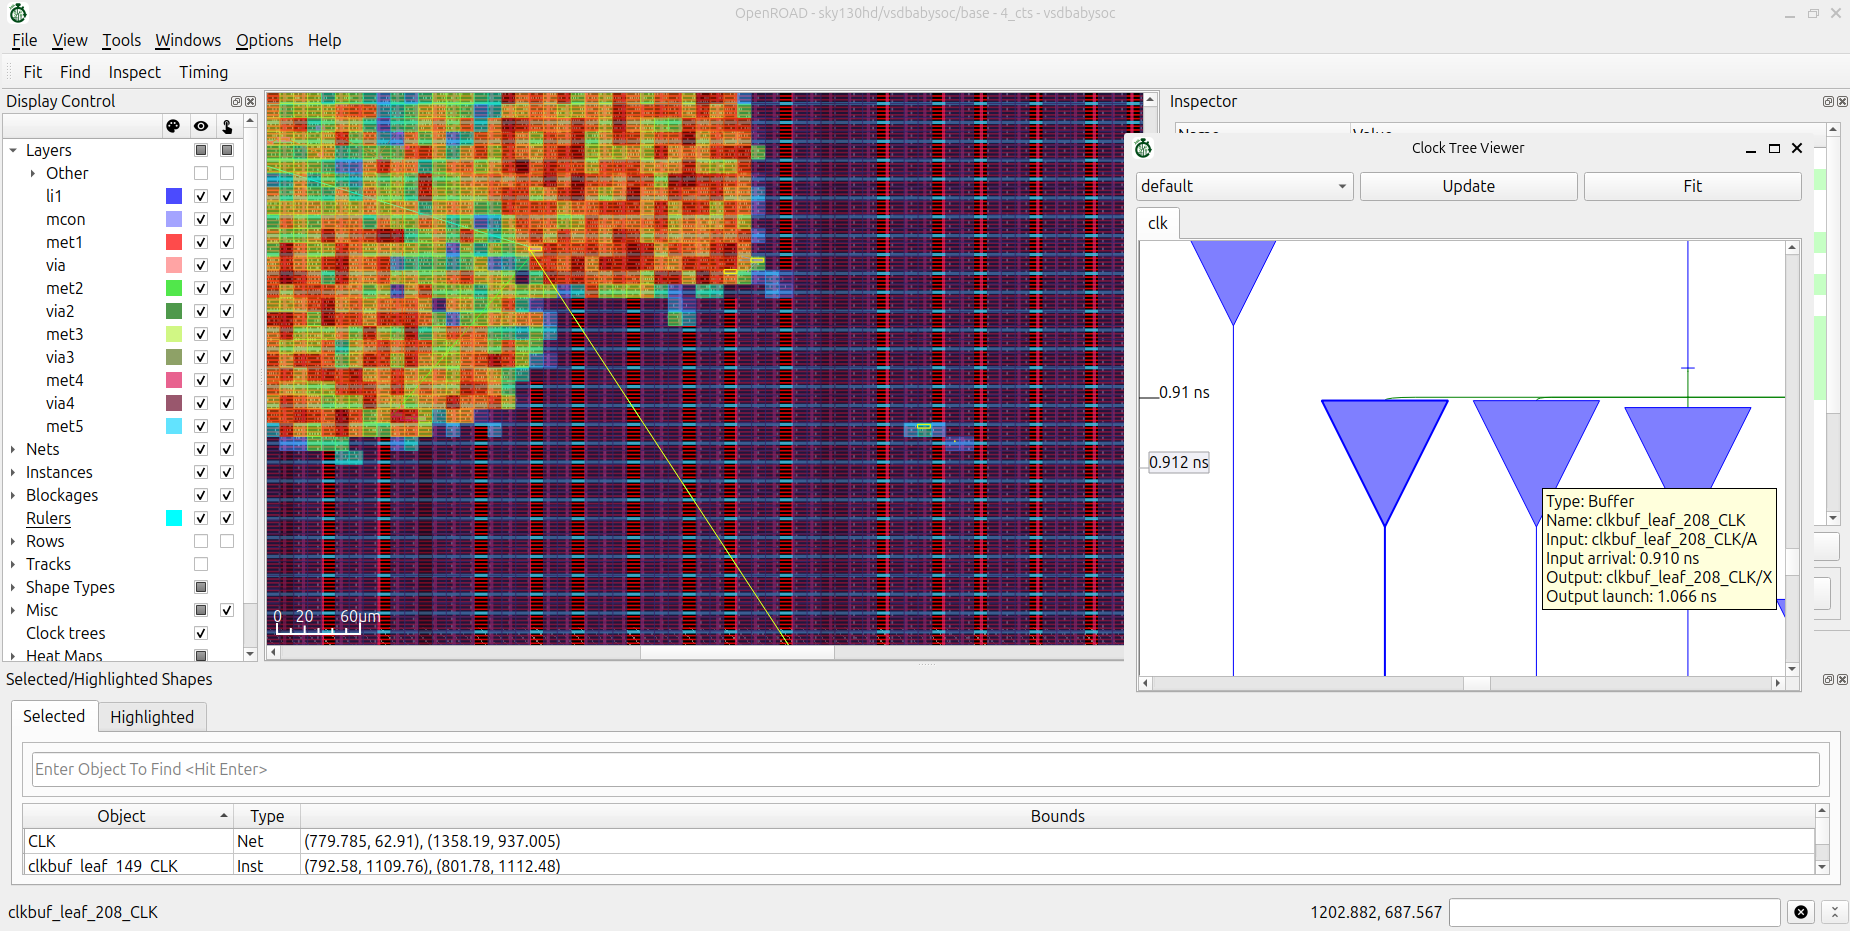 OpenROAD - sky130hd/vsdbabysoc/base - 4_cts - vsdbabysoc
File View Tools Windows Options Help
Fit Find Inspect Timing
Display Control
Layers
Other
li1
mcon
met1
via
met2
via2
met3
via3
met4
via4
met5
Nets
Instances
Blockages
Rulers
Rows
Tracks
Shape Types
Misc
Clock trees
Heat Maps
0 20 60μm
Inspector
Name Value
Clock Tree Viewer
default Update Fit
clk
0.91 ns
0.912 ns
Type: Buffer
Name: clkbuf_leaf_208_CLK
Input: clkbuf_leaf_208_CLK/A
Input arrival: 0.910 ns
Output: clkbuf_leaf_208_CLK/X
Output launch: 1.066 ns
Selected/Highlighted Shapes
Selected Highlighted
Enter Object To Find <Hit Enter>
Object Type Bounds
CLK Net (779.785, 62.91), (1358.19, 937.005)
clkbuf_leaf_149_CLK Inst (792.58, 1109.76), (801.78, 1112.48)
clkbuf_leaf_208_CLK 1202.882, 687.567